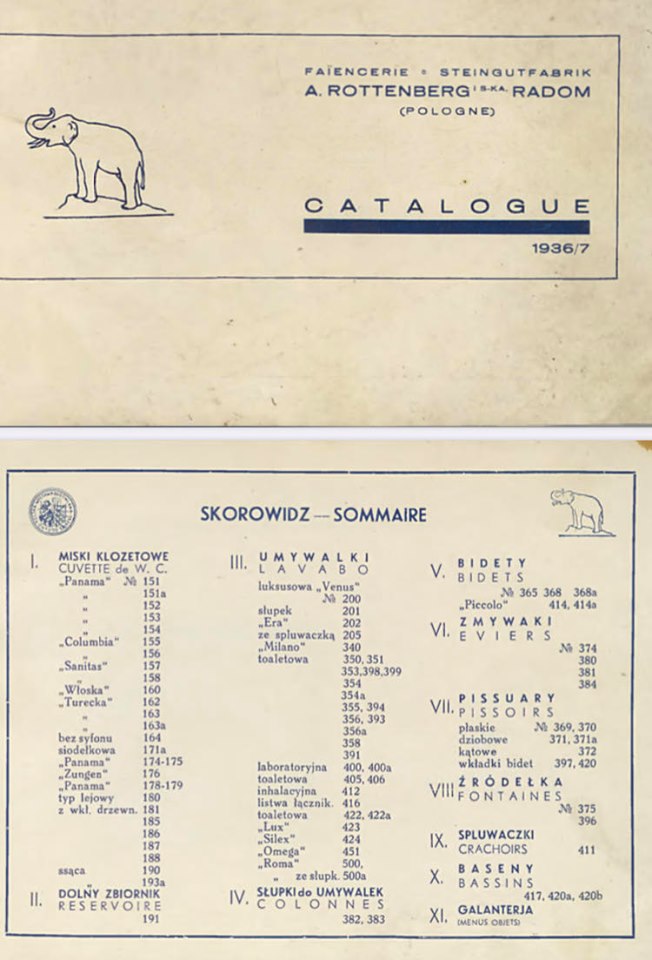 FAÏENCERIE ° STEINGUTFABRIK
A. ROTTENBERG I S-KA. RADOM
(POLOGNE)
CATALOGUE
1936/7
SKOROWIDZ — SOMMAIRE
I. MISKI KLOZETOWE
CUVETTE de W. C.
„Panama" № 151
„ 151a
„ 152
„ 153
„ 154
„Columbia" 155
„ 156
„Sanitas" 157
„ 158
„Włoska" 160
„Turecka" 162
„ 163
„ 163a
bez syfonu 164
siodełkowa 171a
„Panama" 174-175
„Zungen" 176
„Panama" 178-179
typ lejowy 180
z wkł. drzewn. 181
185
186
187
188
ssąca 190
„ 193a
II. DOLNY ZBIORNIK
RESERVOIRE
191
III. UMYWALKI
LAVABO
luksusowa „Venus"
№ 200
słupek 201
„Era" 202
ze spluwaczką 205
„Milano" 340
toaletowa 350, 351
353,398,399
354
354a
355, 394
356, 393
356a
358
391
laboratoryjna 400, 400a
toaletowa 405, 406
inhalacyjna 412
listwa łącznik. 416
toaletowa 422, 422a
„Lux" 423
„Silex" 424
„Omega" 451
„Roma" 500,
„ ze słupk. 500a
IV. SŁUPKI do UMYWALEK
COLONNES
382, 383
V. BIDETY
BIDETS
№ 365 368 368a
„Piccolo" 414, 414a
VI. ZMYWAKI
EVIERS
№ 374
380
381
384
VII. PISSUARY
PISSOIRS
płaskie № 369, 370
dziobowe 371, 371a
kątowe 372
wkładki bidet 397, 420
VIII ŹRÓDEŁKA
FONTAINES
№ 375
396
IX. SPLUWACZKI
CRACHOIRS 411
X. BASENY
BASSINS
417, 420a, 420b
XI. GALANTERJA
(MENUS OBJETS)